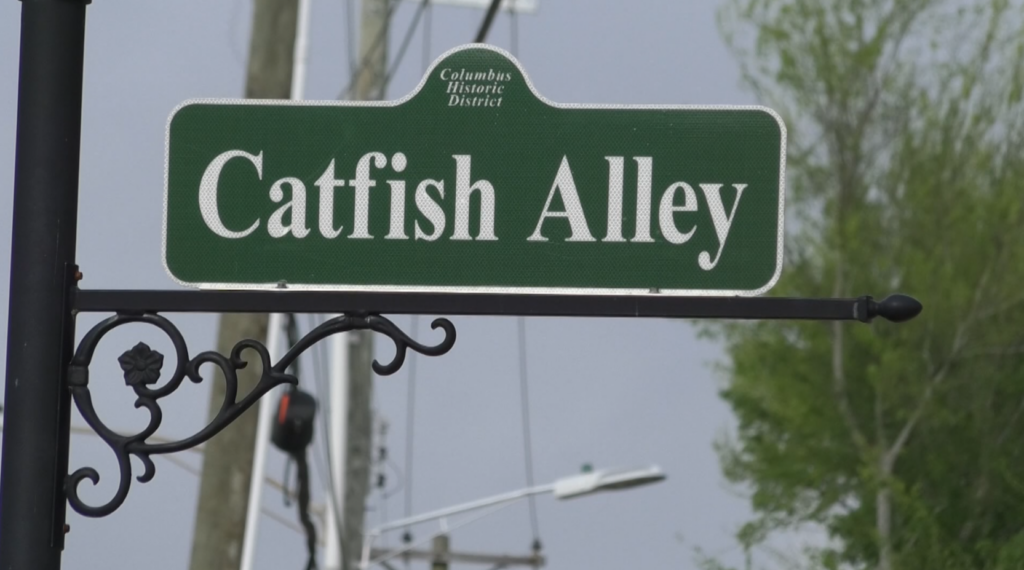 Columbus
Historic
District
Catfish Alley